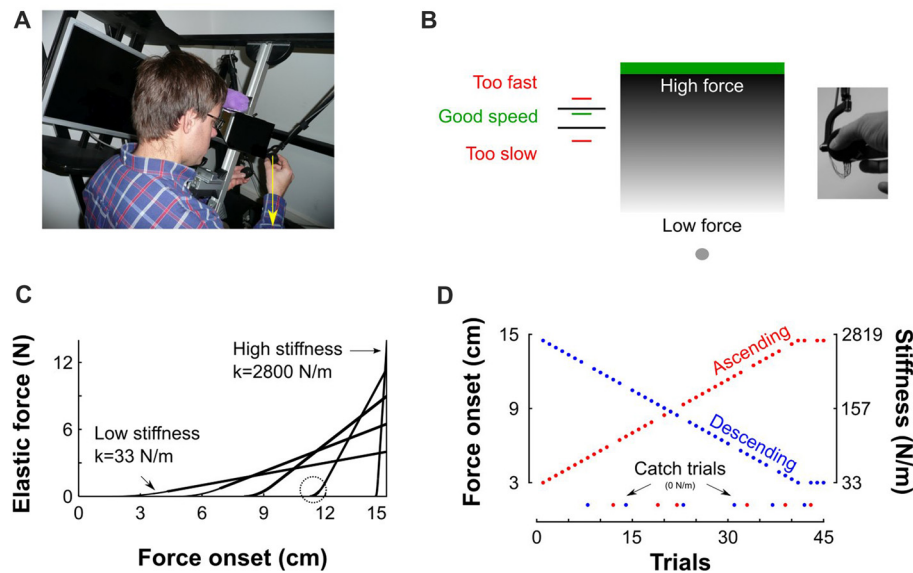 A
B
Too fast
Good speed
Too slow
High force
Low force
C
Elastic force (N)
12
6
0
High stiffness
k=2800 N/m
Low stiffness
k=33 N/m
0
3
6
9
12
15
Force onset (cm)
D
Force onset (cm)
15
9
3
Ascending
Descending
Catch trials
(0 N/m)
2819
157
33
Stiffness (N/m)
0
15
30
45
Trials